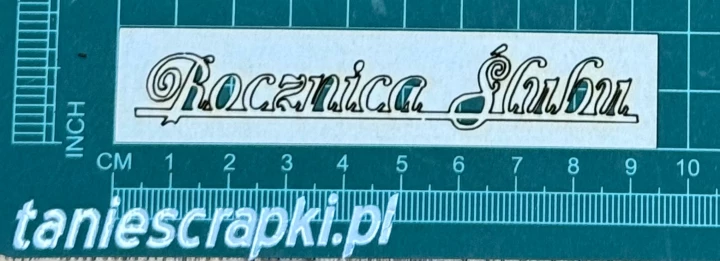 Rocznica Ślubu
INCH
CM 1 2 3 4 5 6 7 8 9 10
taniescrapki.pl